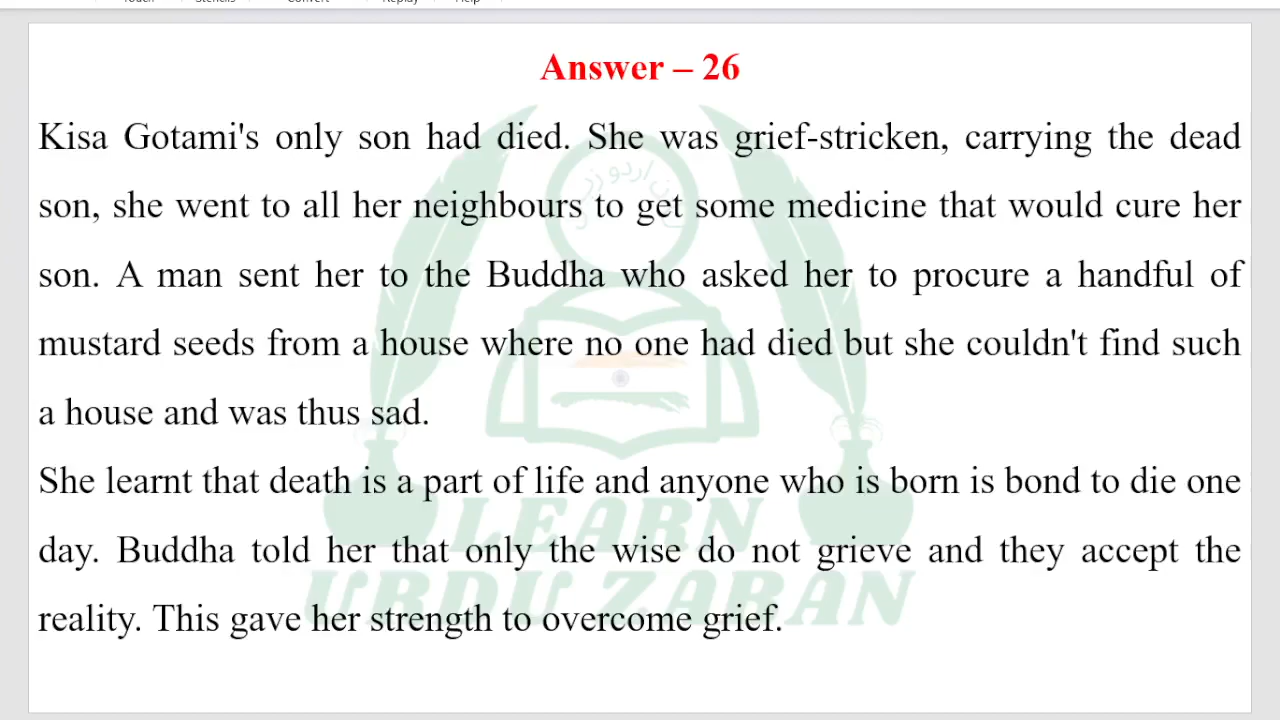 Answer – 26
Kisa Gotami's only son had died. She was grief-stricken, carrying the dead
son, she went to all her neighbours to get some medicine that would cure her
son. A man sent her to the Buddha who asked her to procure a handful of
mustard seeds from a house where no one had died but she couldn't find such
a house and was thus sad.
She learnt that death is a part of life and anyone who is born is bond to die one
day. Buddha told her that only the wise do not grieve and they accept the
reality. This gave her strength to overcome grief.
LEARN
URDU ZABAN